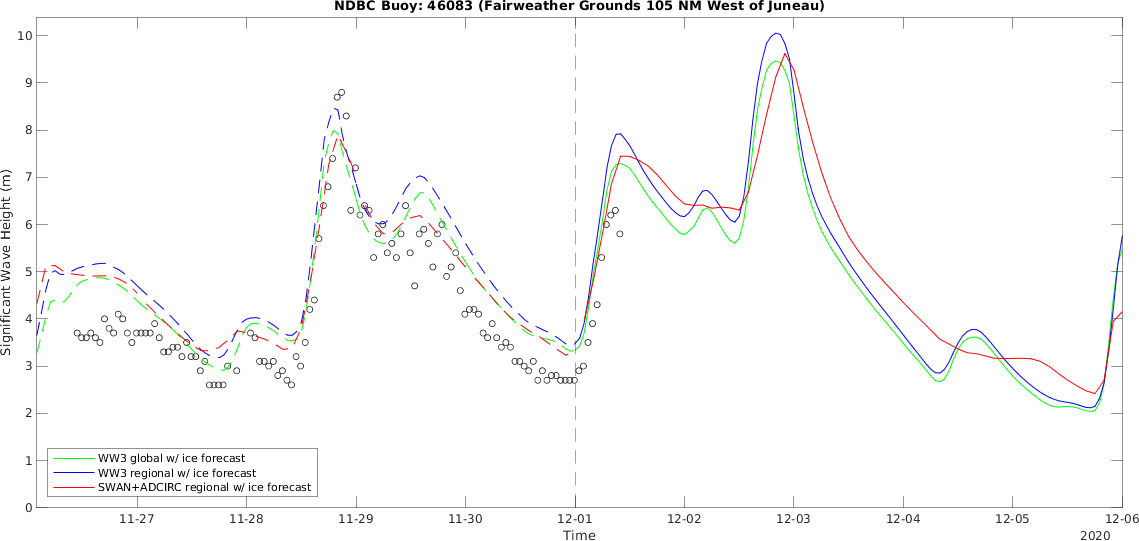 NDBC Buoy: 46083 (Fairweather Grounds 105 NM West of Juneau)
Significant Wave Height (m)
10
9
8
7
6
5
4
3
2
1
0
WW3 global w/ ice forecast
WW3 regional w/ ice forecast
SWAN+ADCIRC regional w/ ice forecast
11-27 11-28 11-29 11-30 12-01 12-02 12-03 12-04 12-05 12-06
Time
2020